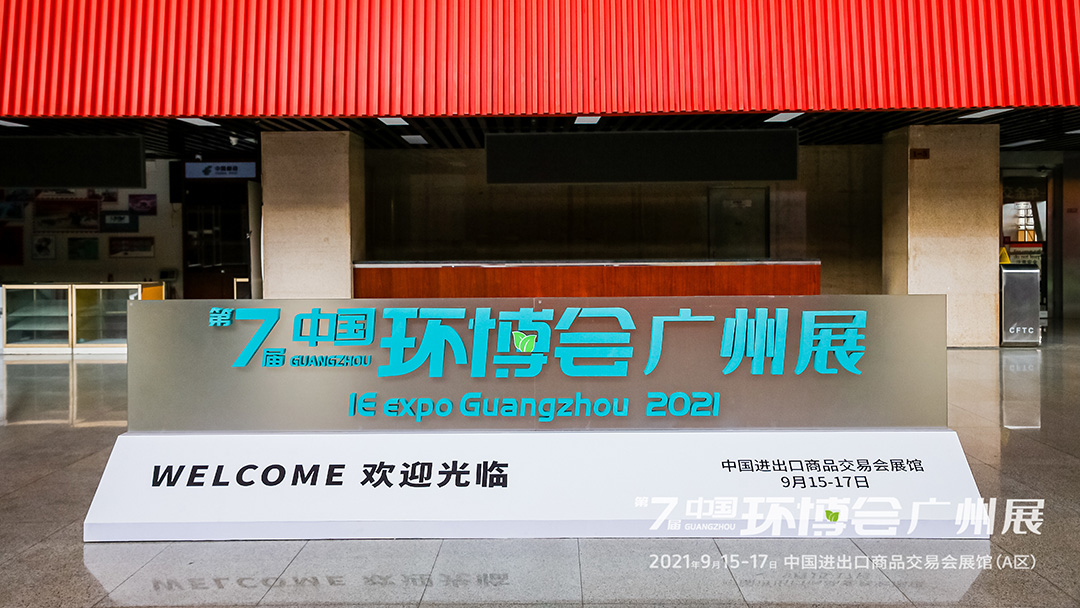 中国邮政
第7届 中国 GUANGZHOU 环博会 广州展
IE expo Guangzhou 2021
WELCOME 欢迎光临
中国进出口商品交易会展馆
9月15-17日
CFTC
第7届 中国 GUANGZHOU 环博会 广州展
2021年9月15-17日 中国进出口商品交易会展馆(A区)